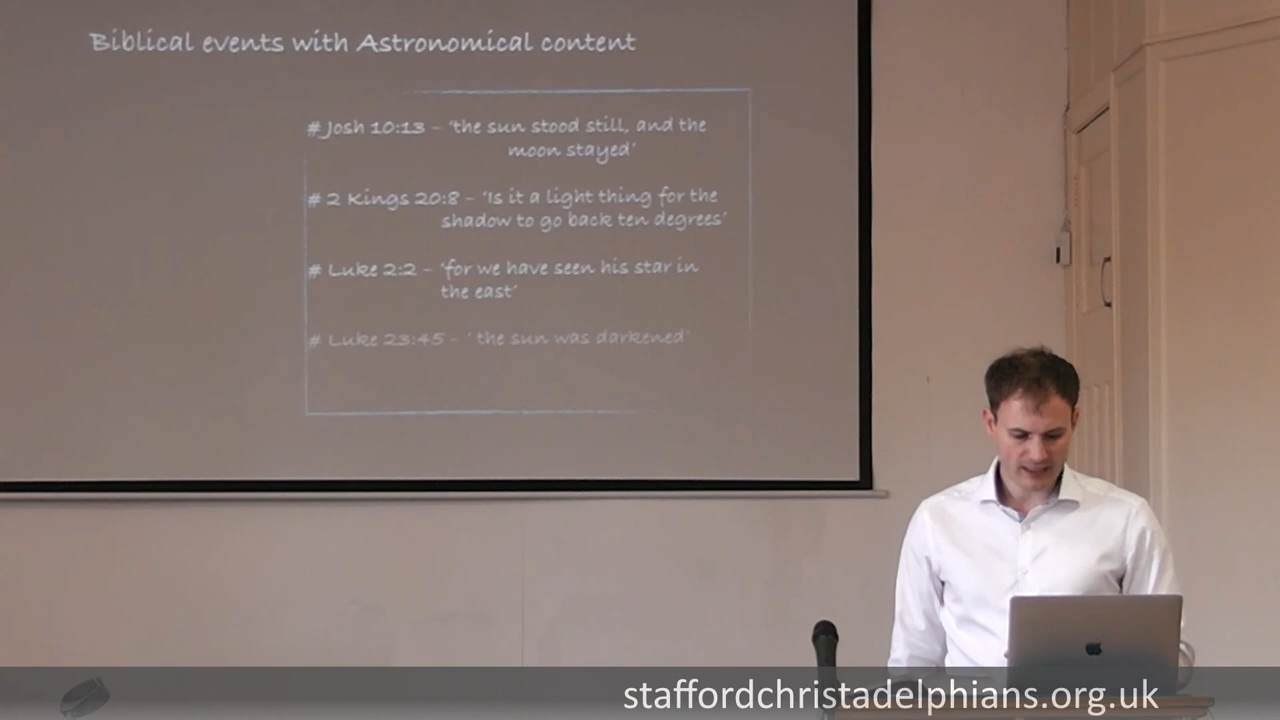 Biblical events with Astronomical content
# Josh 10:13 – 'the sun stood still, and the
moon stayed'
# 2 Kings 20:8 – 'Is it a light thing for the
shadow to go back ten degrees'
# Luke 2:2 – 'for we have seen his star in
the east'
# Luke 23:45 – ' the sun was darkened'
staffordchristadelphians.org.uk